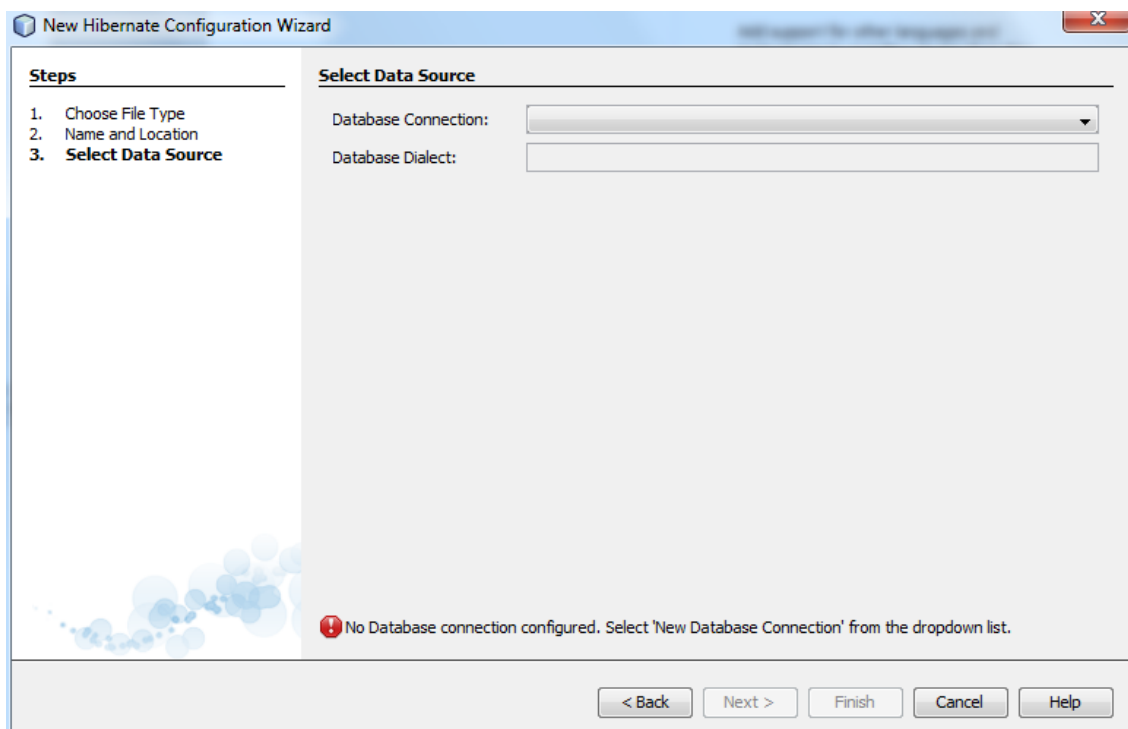 New Hibernate Configuration Wizard
Steps
1. Choose File Type
2. Name and Location
3. Select Data Source
Select Data Source
Database Connection:
Database Dialect:
No Database connection configured. Select 'New Database Connection' from the dropdown list.
< Back
Next >
Finish
Cancel
Help